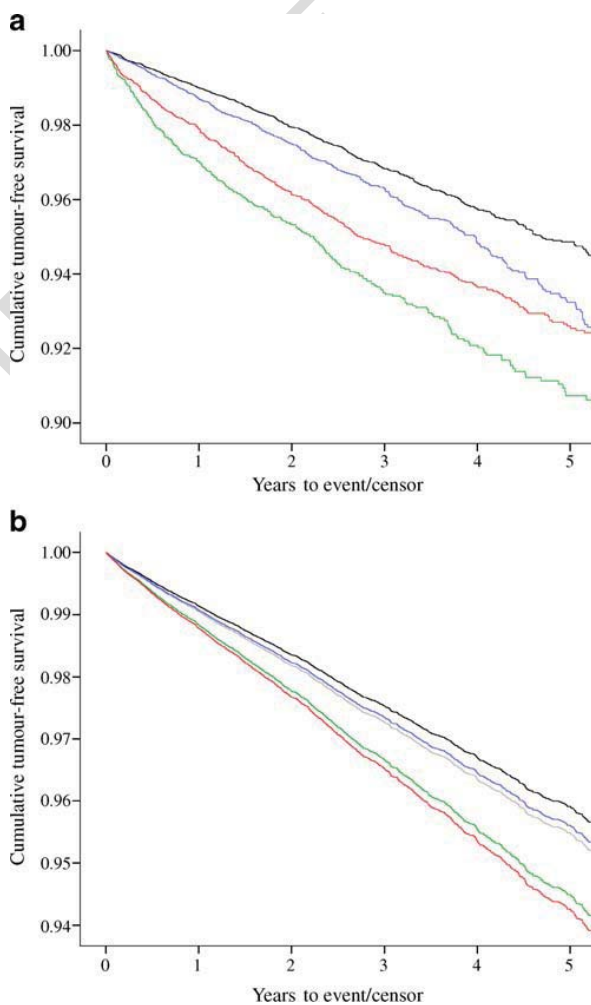 a
1.00
0.98
0.96
0.94
0.92
0.90
Cumulative tumour-free survival
0 1 2 3 4 5
Years to event/censor
b
1.00
0.99
0.98
0.97
0.96
0.95
0.94
Cumulative tumour-free survival
0 1 2 3 4 5
Years to event/censor